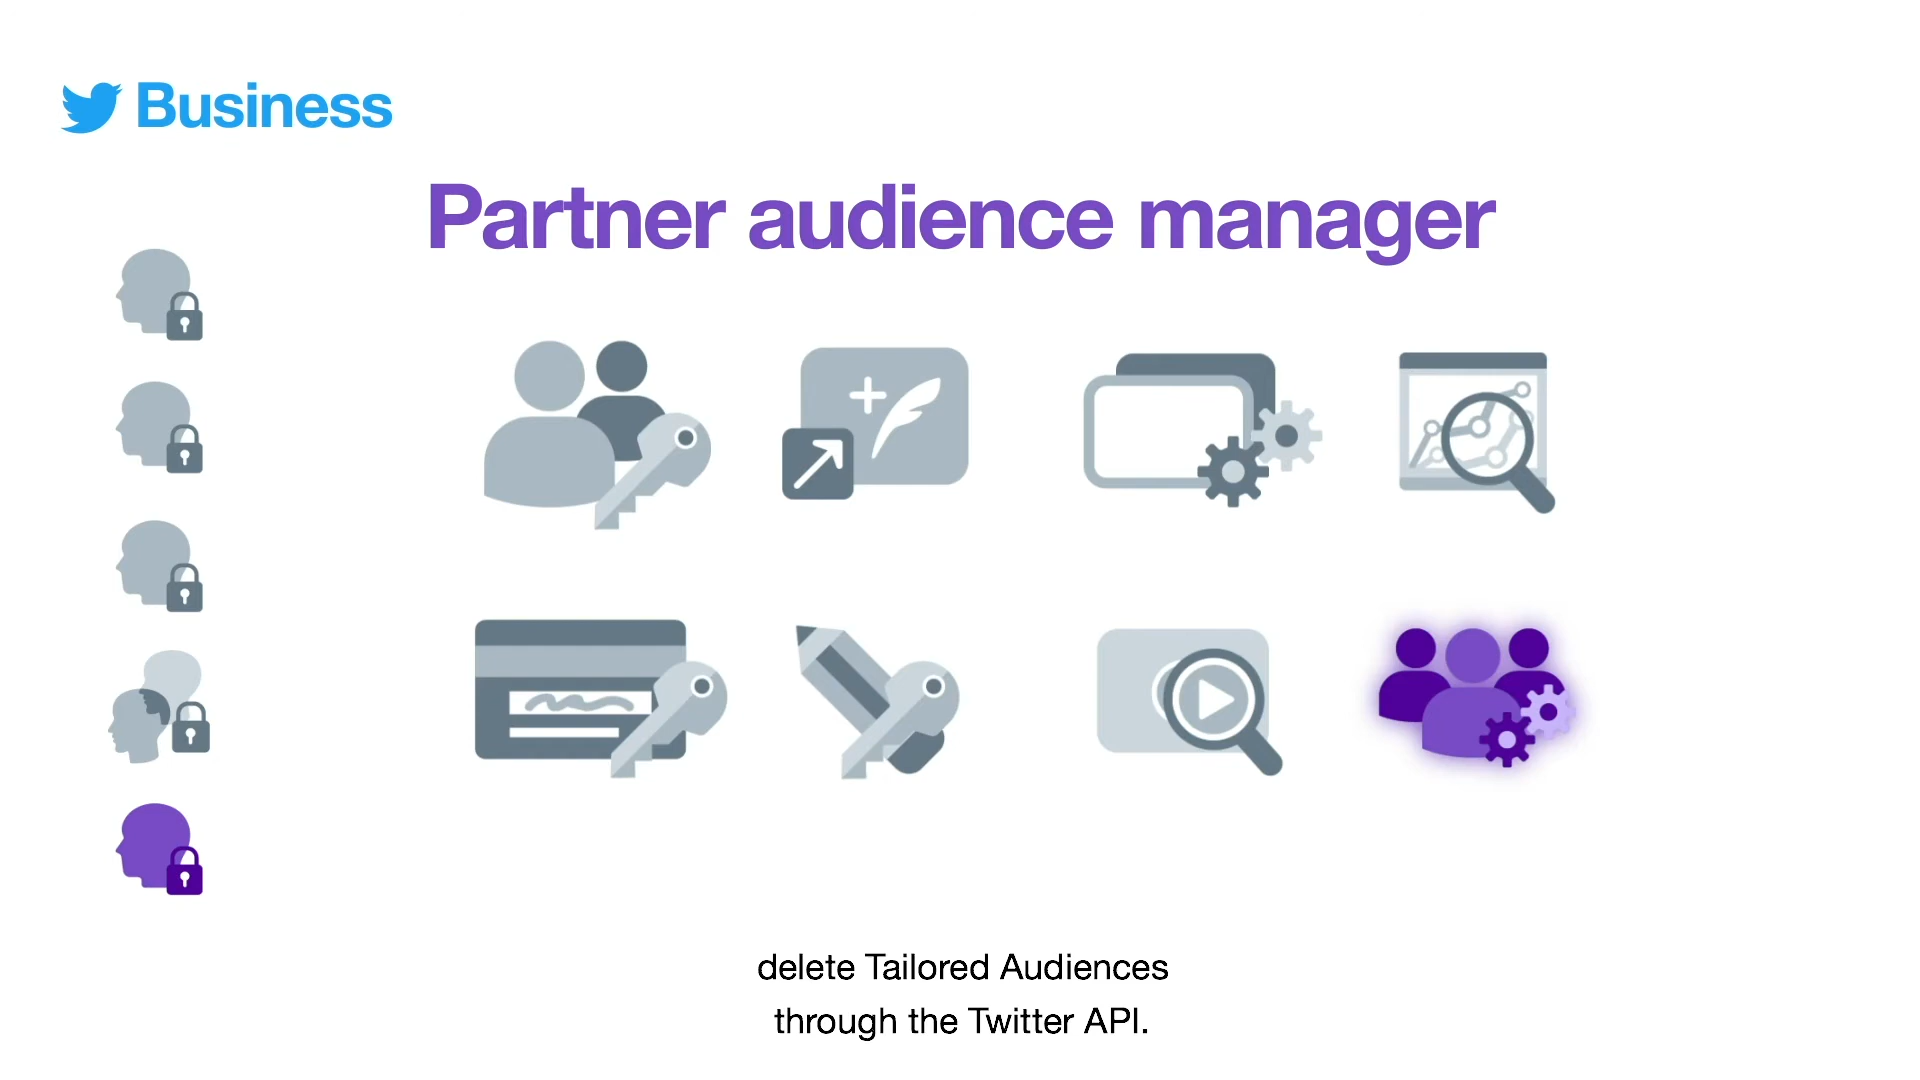 Business
Partner audience manager
delete Tailored Audiences
through the Twitter API.